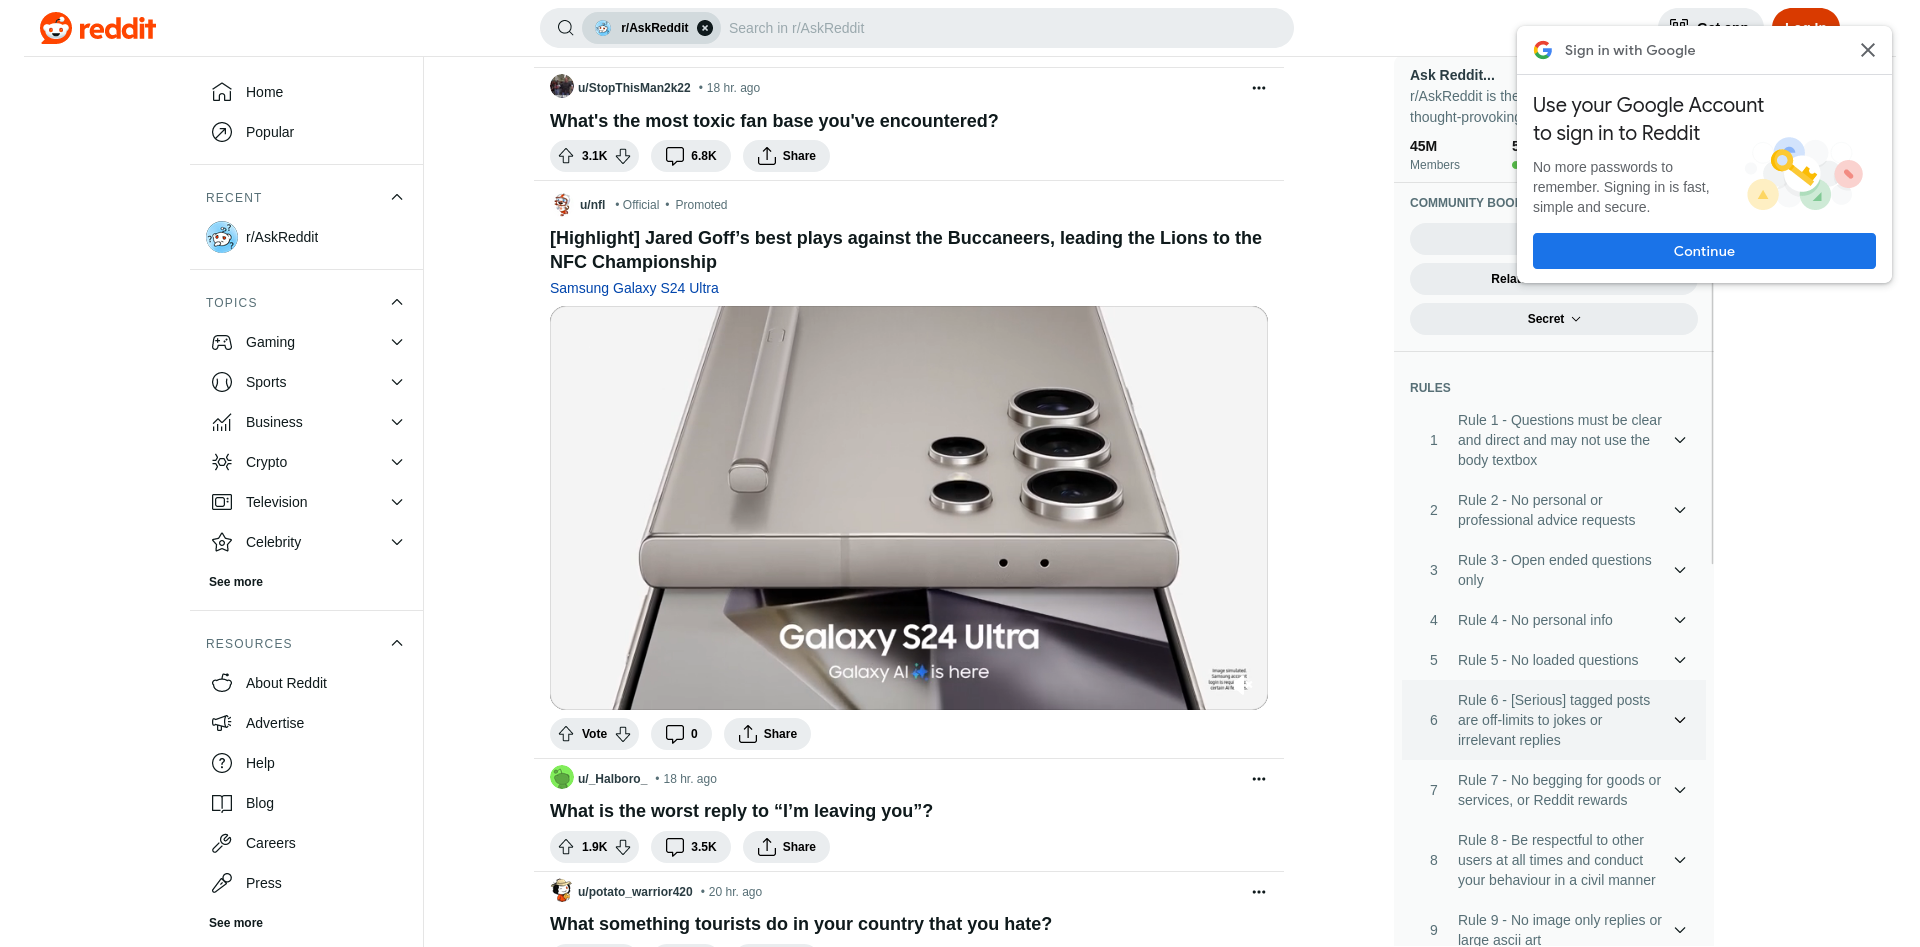 reddit
r/AskReddit
Search in r/AskReddit
Home
Popular
RECENT
r/AskReddit
TOPICS
Gaming
Sports
Business
Crypto
Television
Celebrity
See more
RESOURCES
About Reddit
Advertise
Help
Blog
Careers
Press
See more
u/StopThisMan2k22 • 18 hr. ago
What's the most toxic fan base you've encountered?
3.1K 6.8K Share
u/nfl • Official • Promoted
[Highlight] Jared Goff’s best plays against the Buccaneers, leading the Lions to the
NFC Championship
Samsung Galaxy S24 Ultra
Galaxy S24 Ultra
Galaxy AI is here
Image simulated.
Vote 0 Share
u/_Halboro_ • 18 hr. ago
What is the worst reply to “I’m leaving you”?
1.9K 3.5K Share
u/potato_warrior420 • 20 hr. ago
What something tourists do in your country that you hate?
Sign in with Google
Use your Google Account
to sign in to Reddit
No more passwords to
remember. Signing in is fast,
simple and secure.
Continue
Ask Reddit...
r/AskReddit is the
thought-provoking
45M
Members
COMMUNITY
Secret
RULES
1 Rule 1 - Questions must be clear
and direct and may not use the
body textbox
2 Rule 2 - No personal or
professional advice requests
3 Rule 3 - Open ended questions
only
4 Rule 4 - No personal info
5 Rule 5 - No loaded questions
6 Rule 6 - [Serious] tagged posts
are off-limits to jokes or
irrelevant replies
7 Rule 7 - No begging for goods or
services, or Reddit rewards
8 Rule 8 - Be respectful to other
users at all times and conduct
your behaviour in a civil manner
9 Rule 9 - No image only replies or
large ascii art